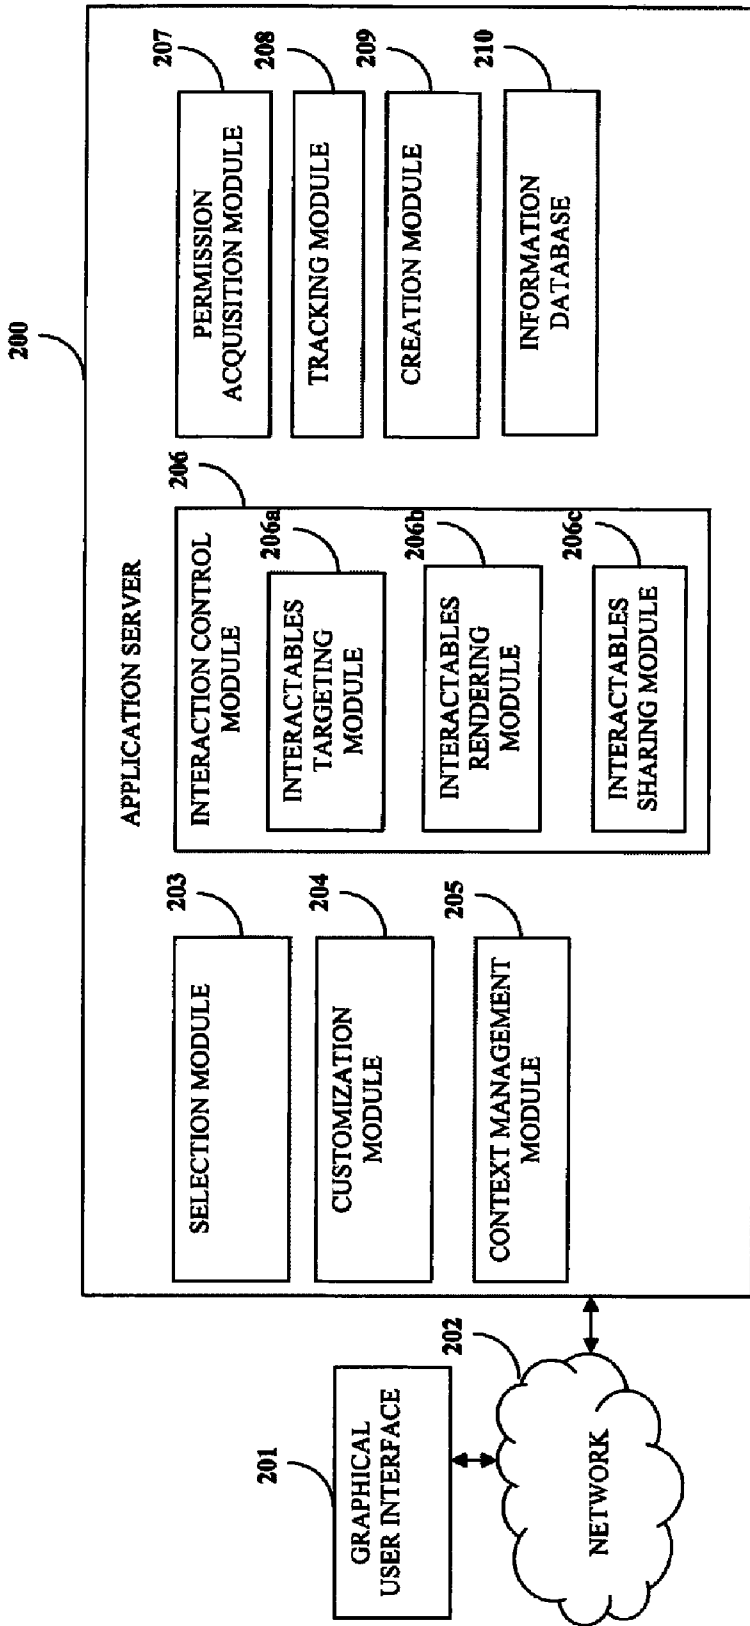 200
APPLICATION SERVER
201
GRAPHICAL
USER INTERFACE
202
NETWORK
203
SELECTION MODULE
204
CUSTOMIZATION
MODULE
205
CONTEXT MANAGEMENT
MODULE
206
INTERACTION CONTROL
MODULE
206a
INTERACTABLES
TARGETING
MODULE
206b
INTERACTABLES
RENDERING
MODULE
206c
INTERACTABLES
SHARING MODULE
207
PERMISSION
ACQUISITION MODULE
208
TRACKING MODULE
209
CREATION MODULE
210
INFORMATION
DATABASE